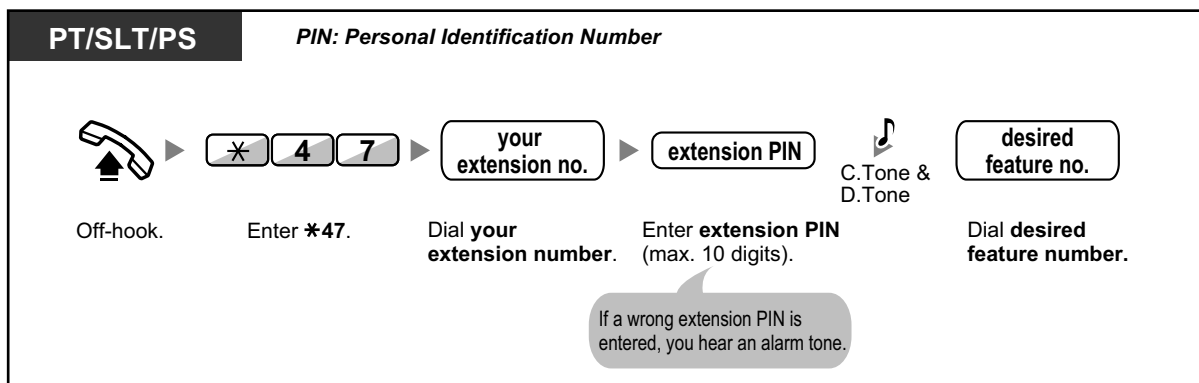 PT/SLT/PS
PIN: Personal Identification Number
* 4 7
your
extension no.
extension PIN
C.Tone &
D.Tone
desired
feature no.
Off-hook.
Enter *47.
Dial your
extension number.
Enter extension PIN
(max. 10 digits).
Dial desired
feature number.
If a wrong extension PIN is
entered, you hear an alarm tone.